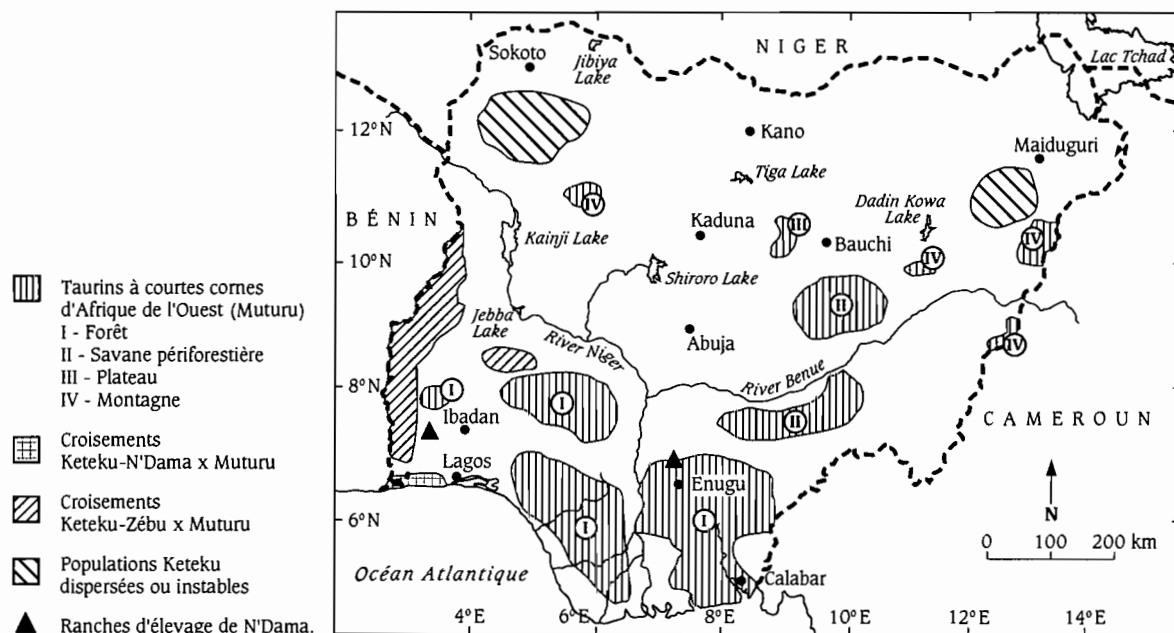 NIGER
Lac Tchad
Sokoto
Jibiya
Lake
12°N
Kano
Maiduguri
Tiga Lake
Dadin Kowa
Lake
IV
BÉNIN
Kainji Lake
Kaduna
III
Bauchi
IV
IV
10°N
Shiroro Lake
II
Jebba
Lake
River Niger
Abuja
IV
River Benue
8°N
I
Ibadan
I
II
CAMEROUN
Lagos
Enugu
6°N
I
I
N
0 100 200 km
Océan Atlantique
Calabar
4°E 6°E 8°E 10°E 12°E 14°E
Taurins à courtes cornes
d'Afrique de l'Ouest (Muturu)
I - Forêt
II - Savane périforestière
III - Plateau
IV - Montagne
Croisements
Keteku-N'Dama x Muturu
Croisements
Keteku-Zébu x Muturu
Populations Keteku
dispersées ou instables
Ranches d'élevage de N'Dama.